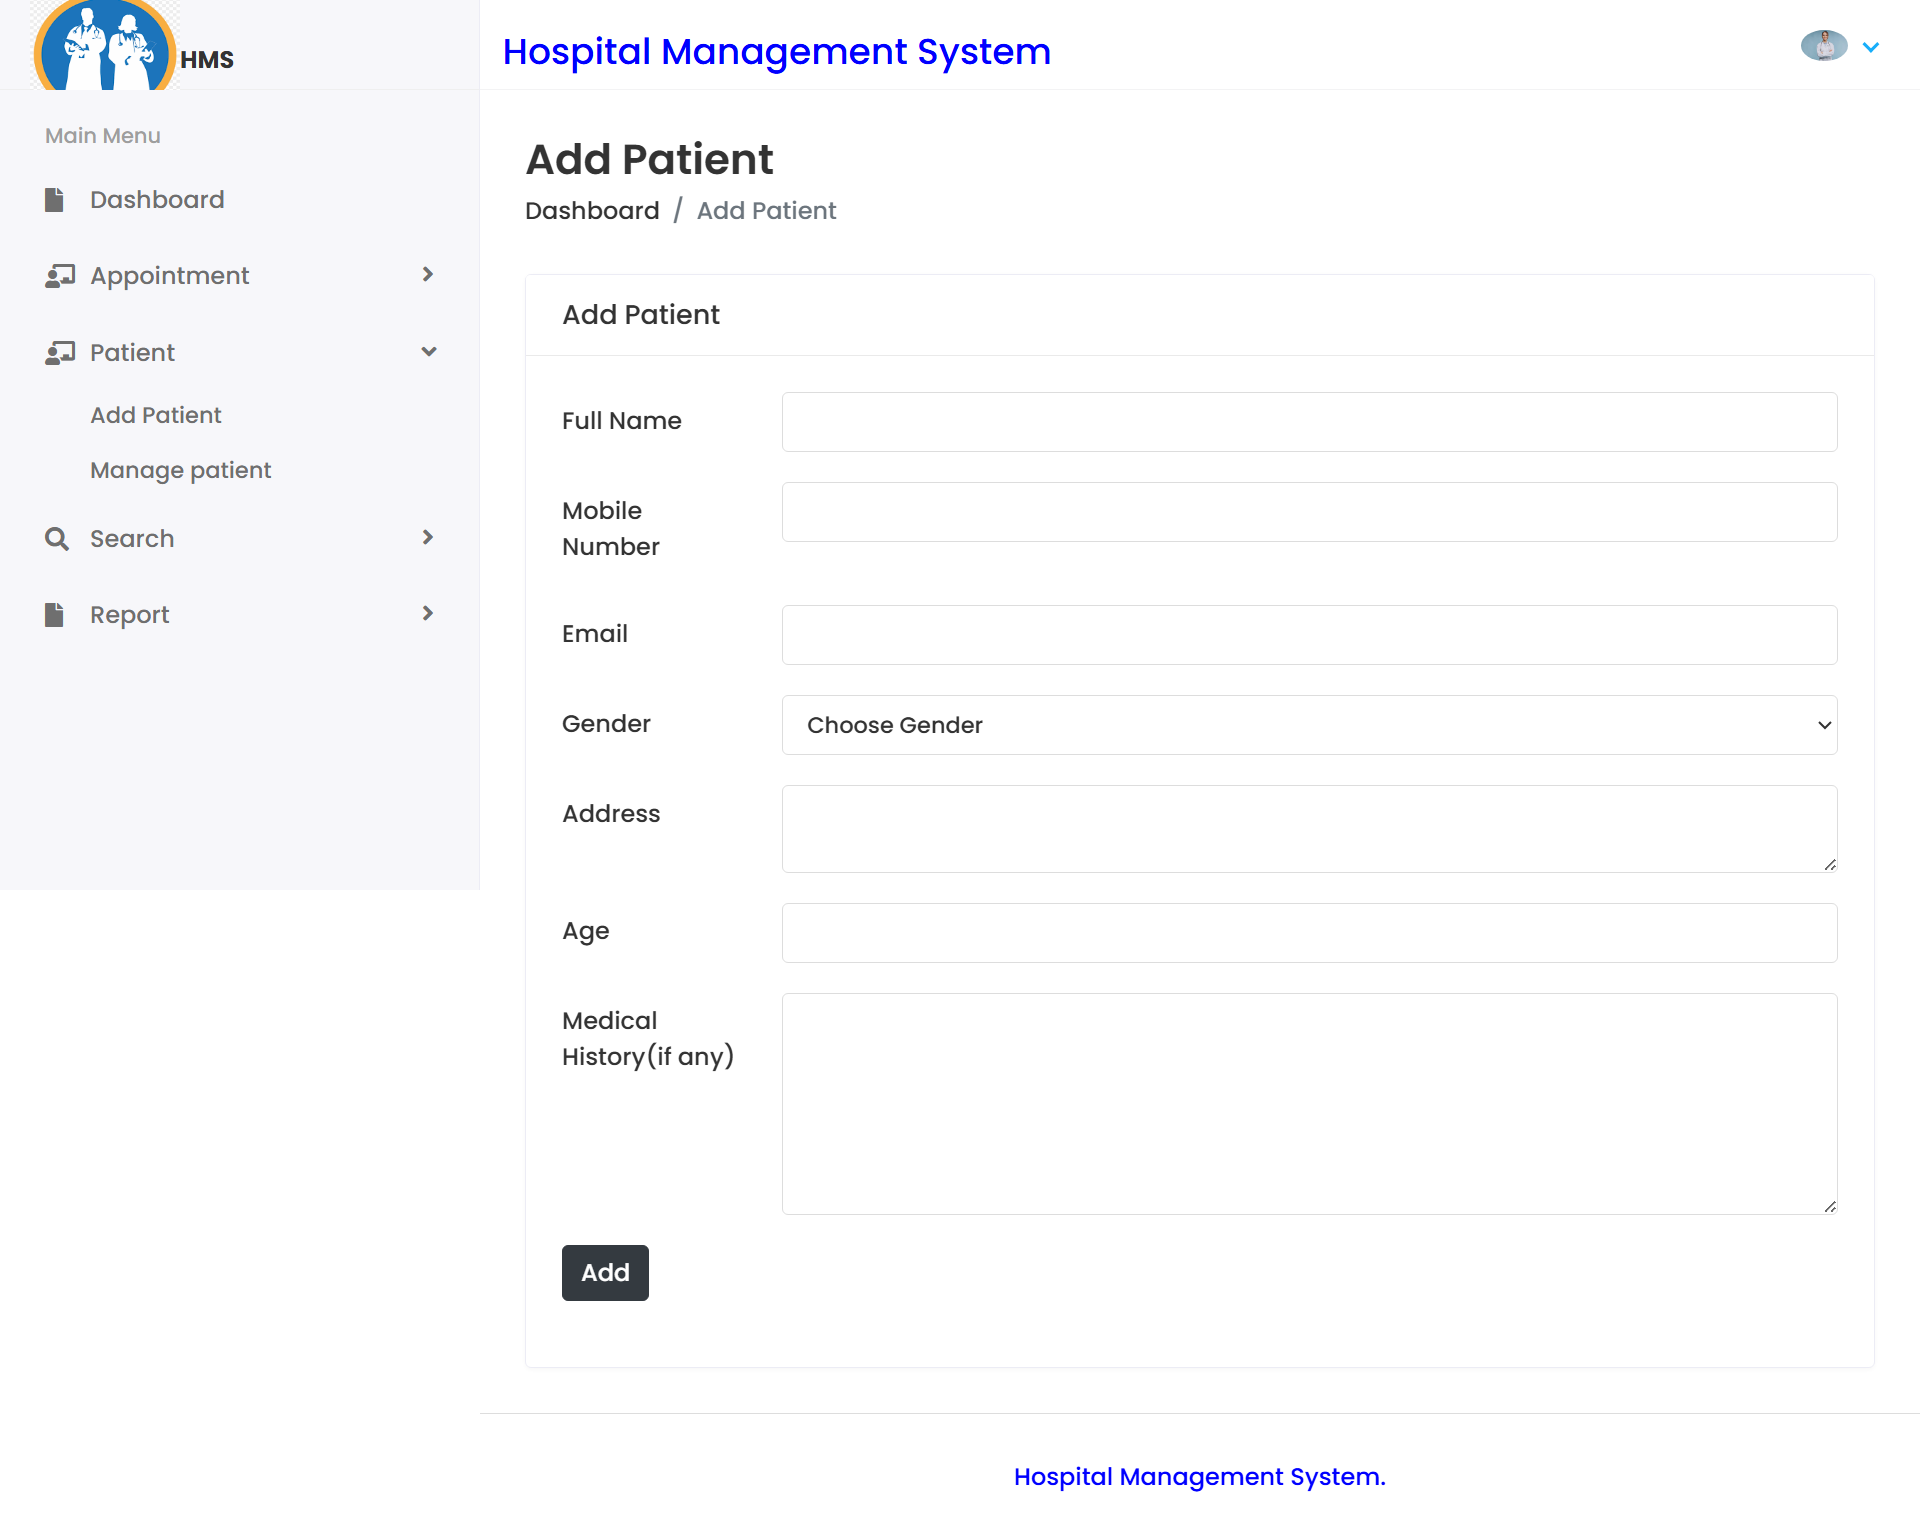 HMS
Hospital Management System
Main Menu
Dashboard
Appointment
Patient
Add Patient
Manage patient
Search
Report
Add Patient
Dashboard / Add Patient
Add Patient
Full Name
Mobile
Number
Email
Gender
Choose Gender
Address
Age
Medical
History(if any)
Add
Hospital Management System.